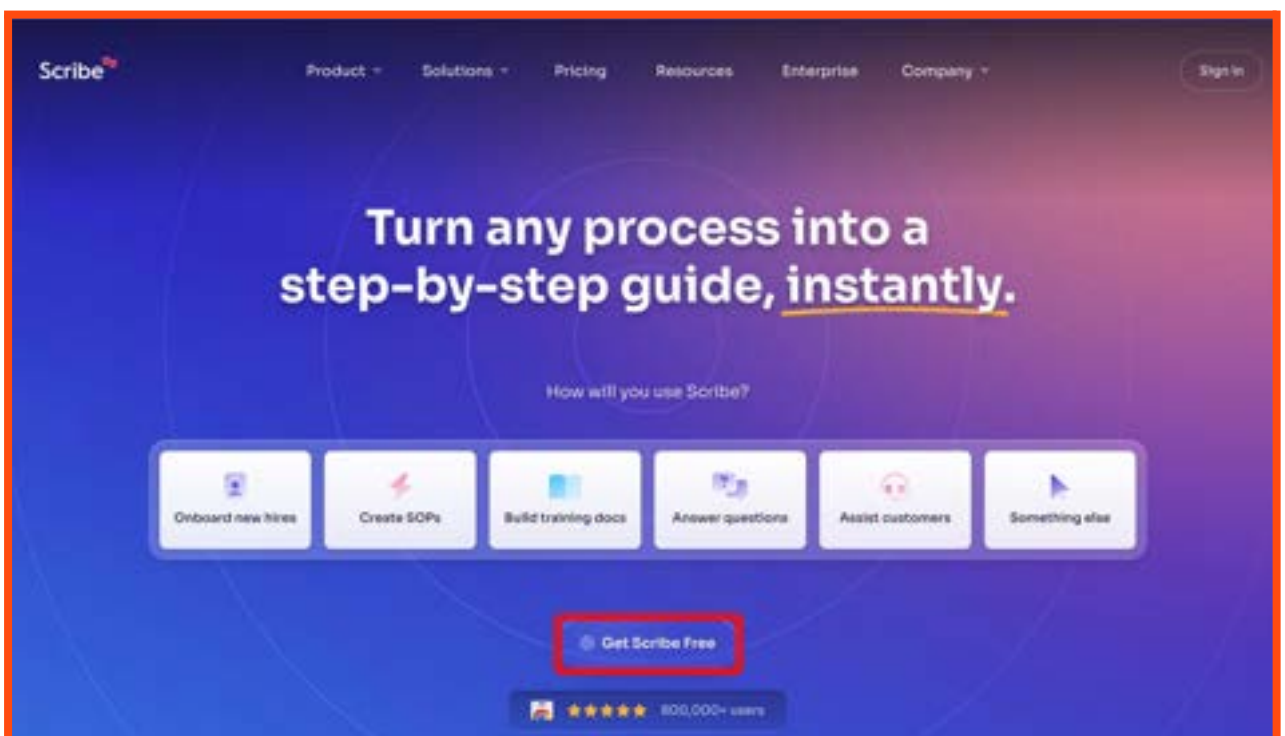 Scribe
Product Solutions Pricing Resources Enterprise Company Sign In
Turn any process into a
step-by-step guide, instantly.
How will you use Scribe?
Onboard new hires Create SOPs Build training docs Answer questions Assist customers Something else
Get Scribe Free
users